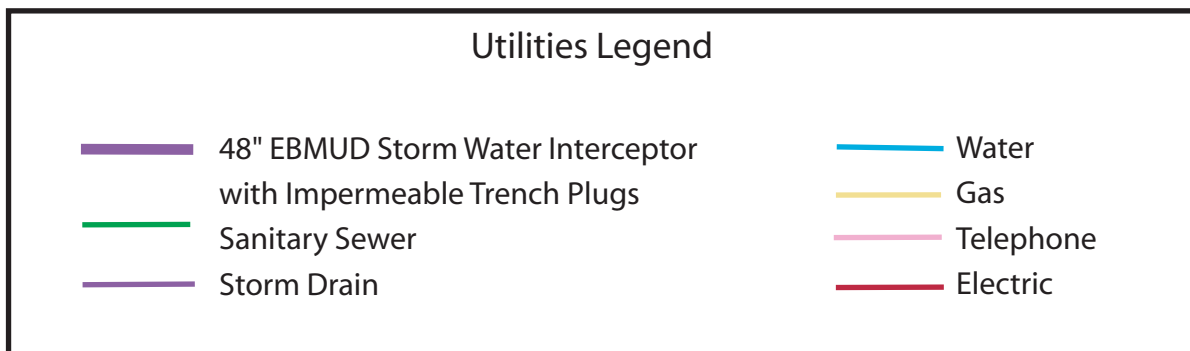 Utilities Legend
48" EBMUD Storm Water Interceptor
with Impermeable Trench Plugs
Sanitary Sewer
Storm Drain
Water
Gas
Telephone
Electric